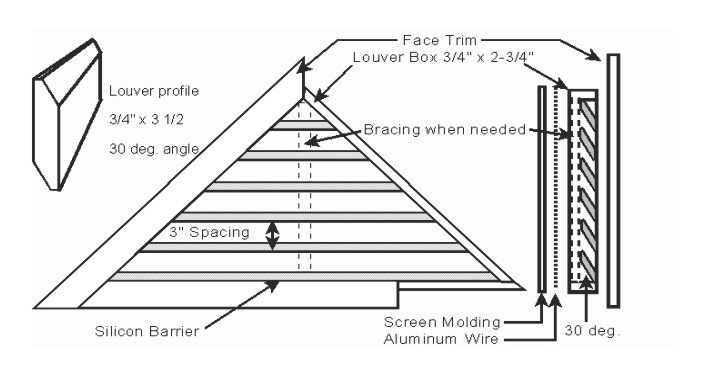 Face Trim
Louver Box 3/4" x 2-3/4"
Louver profile
3/4" x 3 1/2
30 deg. angle
Bracing when needed
3" Spacing
Silicon Barrier
Screen Molding
Aluminum Wire
30 deg.